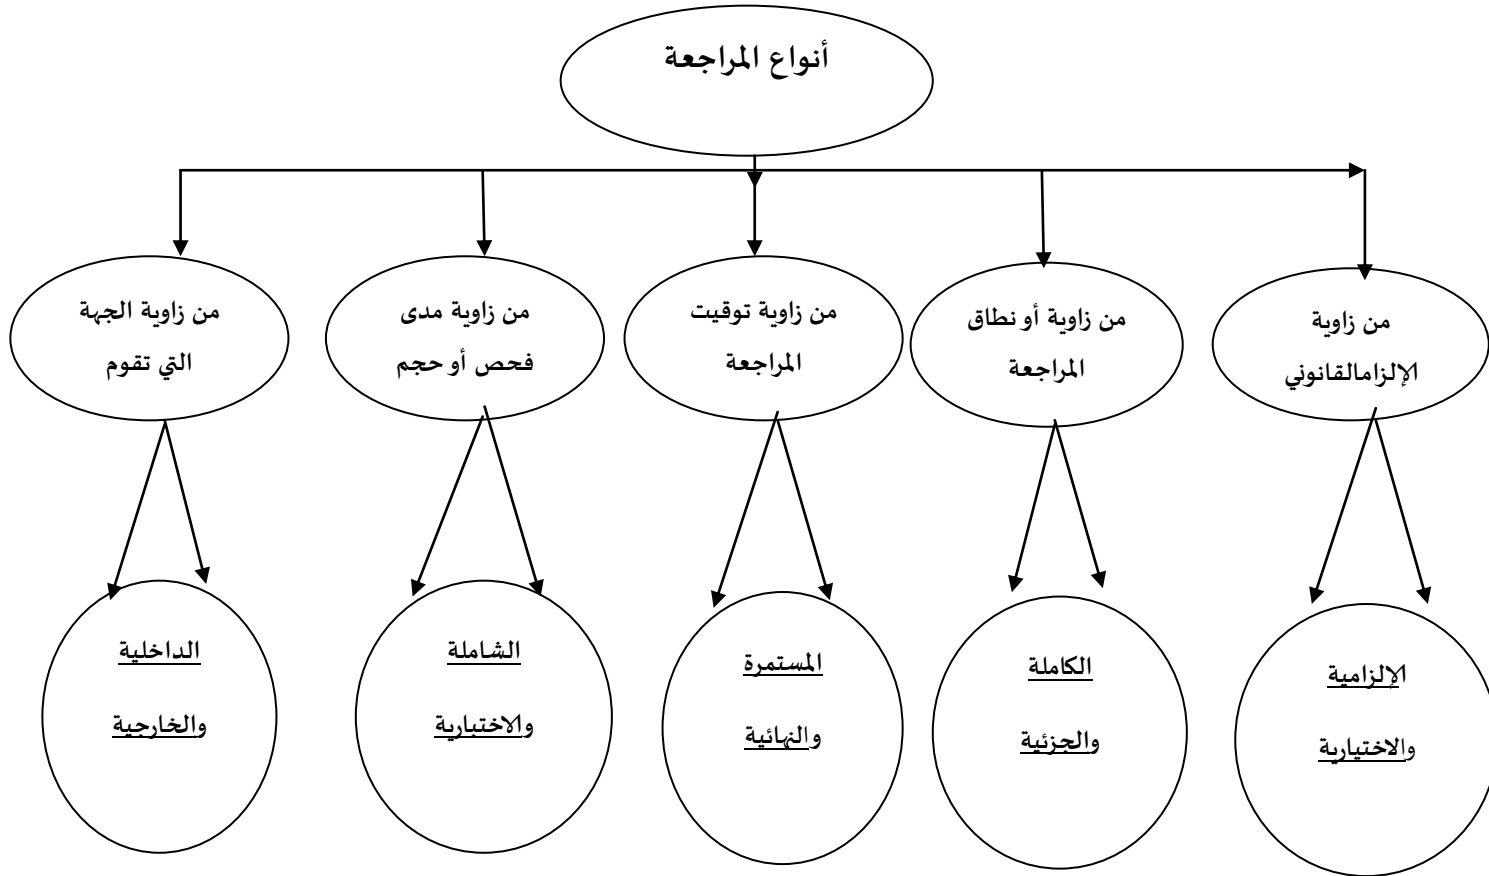 أنواع المراجعة
من زاوية
الإلزامالقانوني
من زاوية أو نطاق
المراجعة
من زاوية توقيت
المراجعة
من زاوية مدى
فحص أو حجم
من زاوية الجهة
التي تقوم
الإلزامية
والاختيارية
الكاملة
والجزئية
المستمرة
والنهائية
الشاملة
والاختبارية
الداخلية
والخارجية